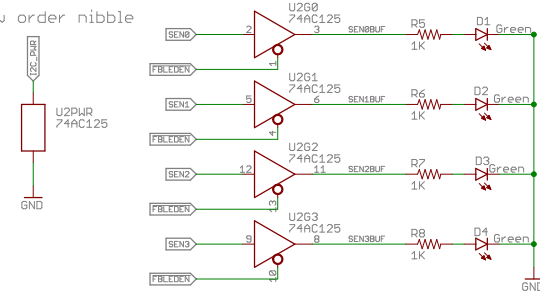 w order nibble
I2C_PWR
U2PWR
74AC125
GND
U2G0
74AC125
SEN0
2
3
SEN0BUF
R5
1K
D1
Green
FBLEDEN
1
U2G1
74AC125
SEN1
5
6
SEN1BUF
R6
1K
D2
Green
FBLEDEN
4
U2G2
74AC125
SEN2
12
11
SEN2BUF
R7
1K
D3
Green
FBLEDEN
13
U2G3
74AC125
SEN3
9
8
SEN3BUF
R8
1K
D4
Green
FBLEDEN
10
GND